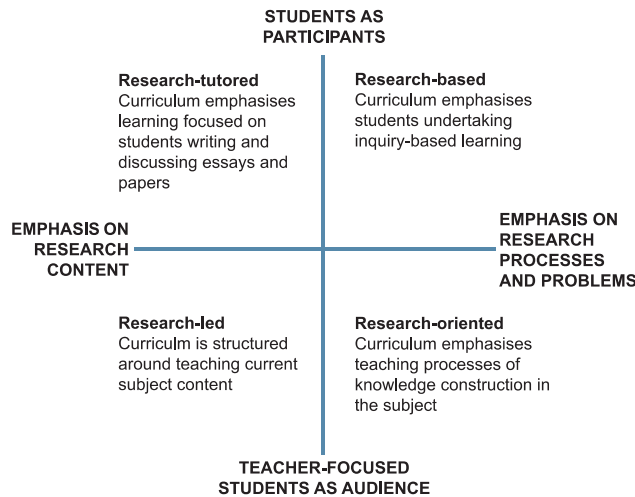 STUDENTS AS
PARTICIPANTS
Research-tutored
Curriculum emphasises
learning focused on
students writing and
discussing essays and
papers
Research-based
Curriculum emphasises
students undertaking
inquiry-based learning
EMPHASIS ON
RESEARCH
CONTENT
EMPHASIS ON
RESEARCH
PROCESSES
AND PROBLEMS
Research-led
Curriculm is structured
around teaching current
subject content
Research-oriented
Curriculum emphasises
teaching processes of
knowledge construction in
the subject
TEACHER-FOCUSED
STUDENTS AS AUDIENCE